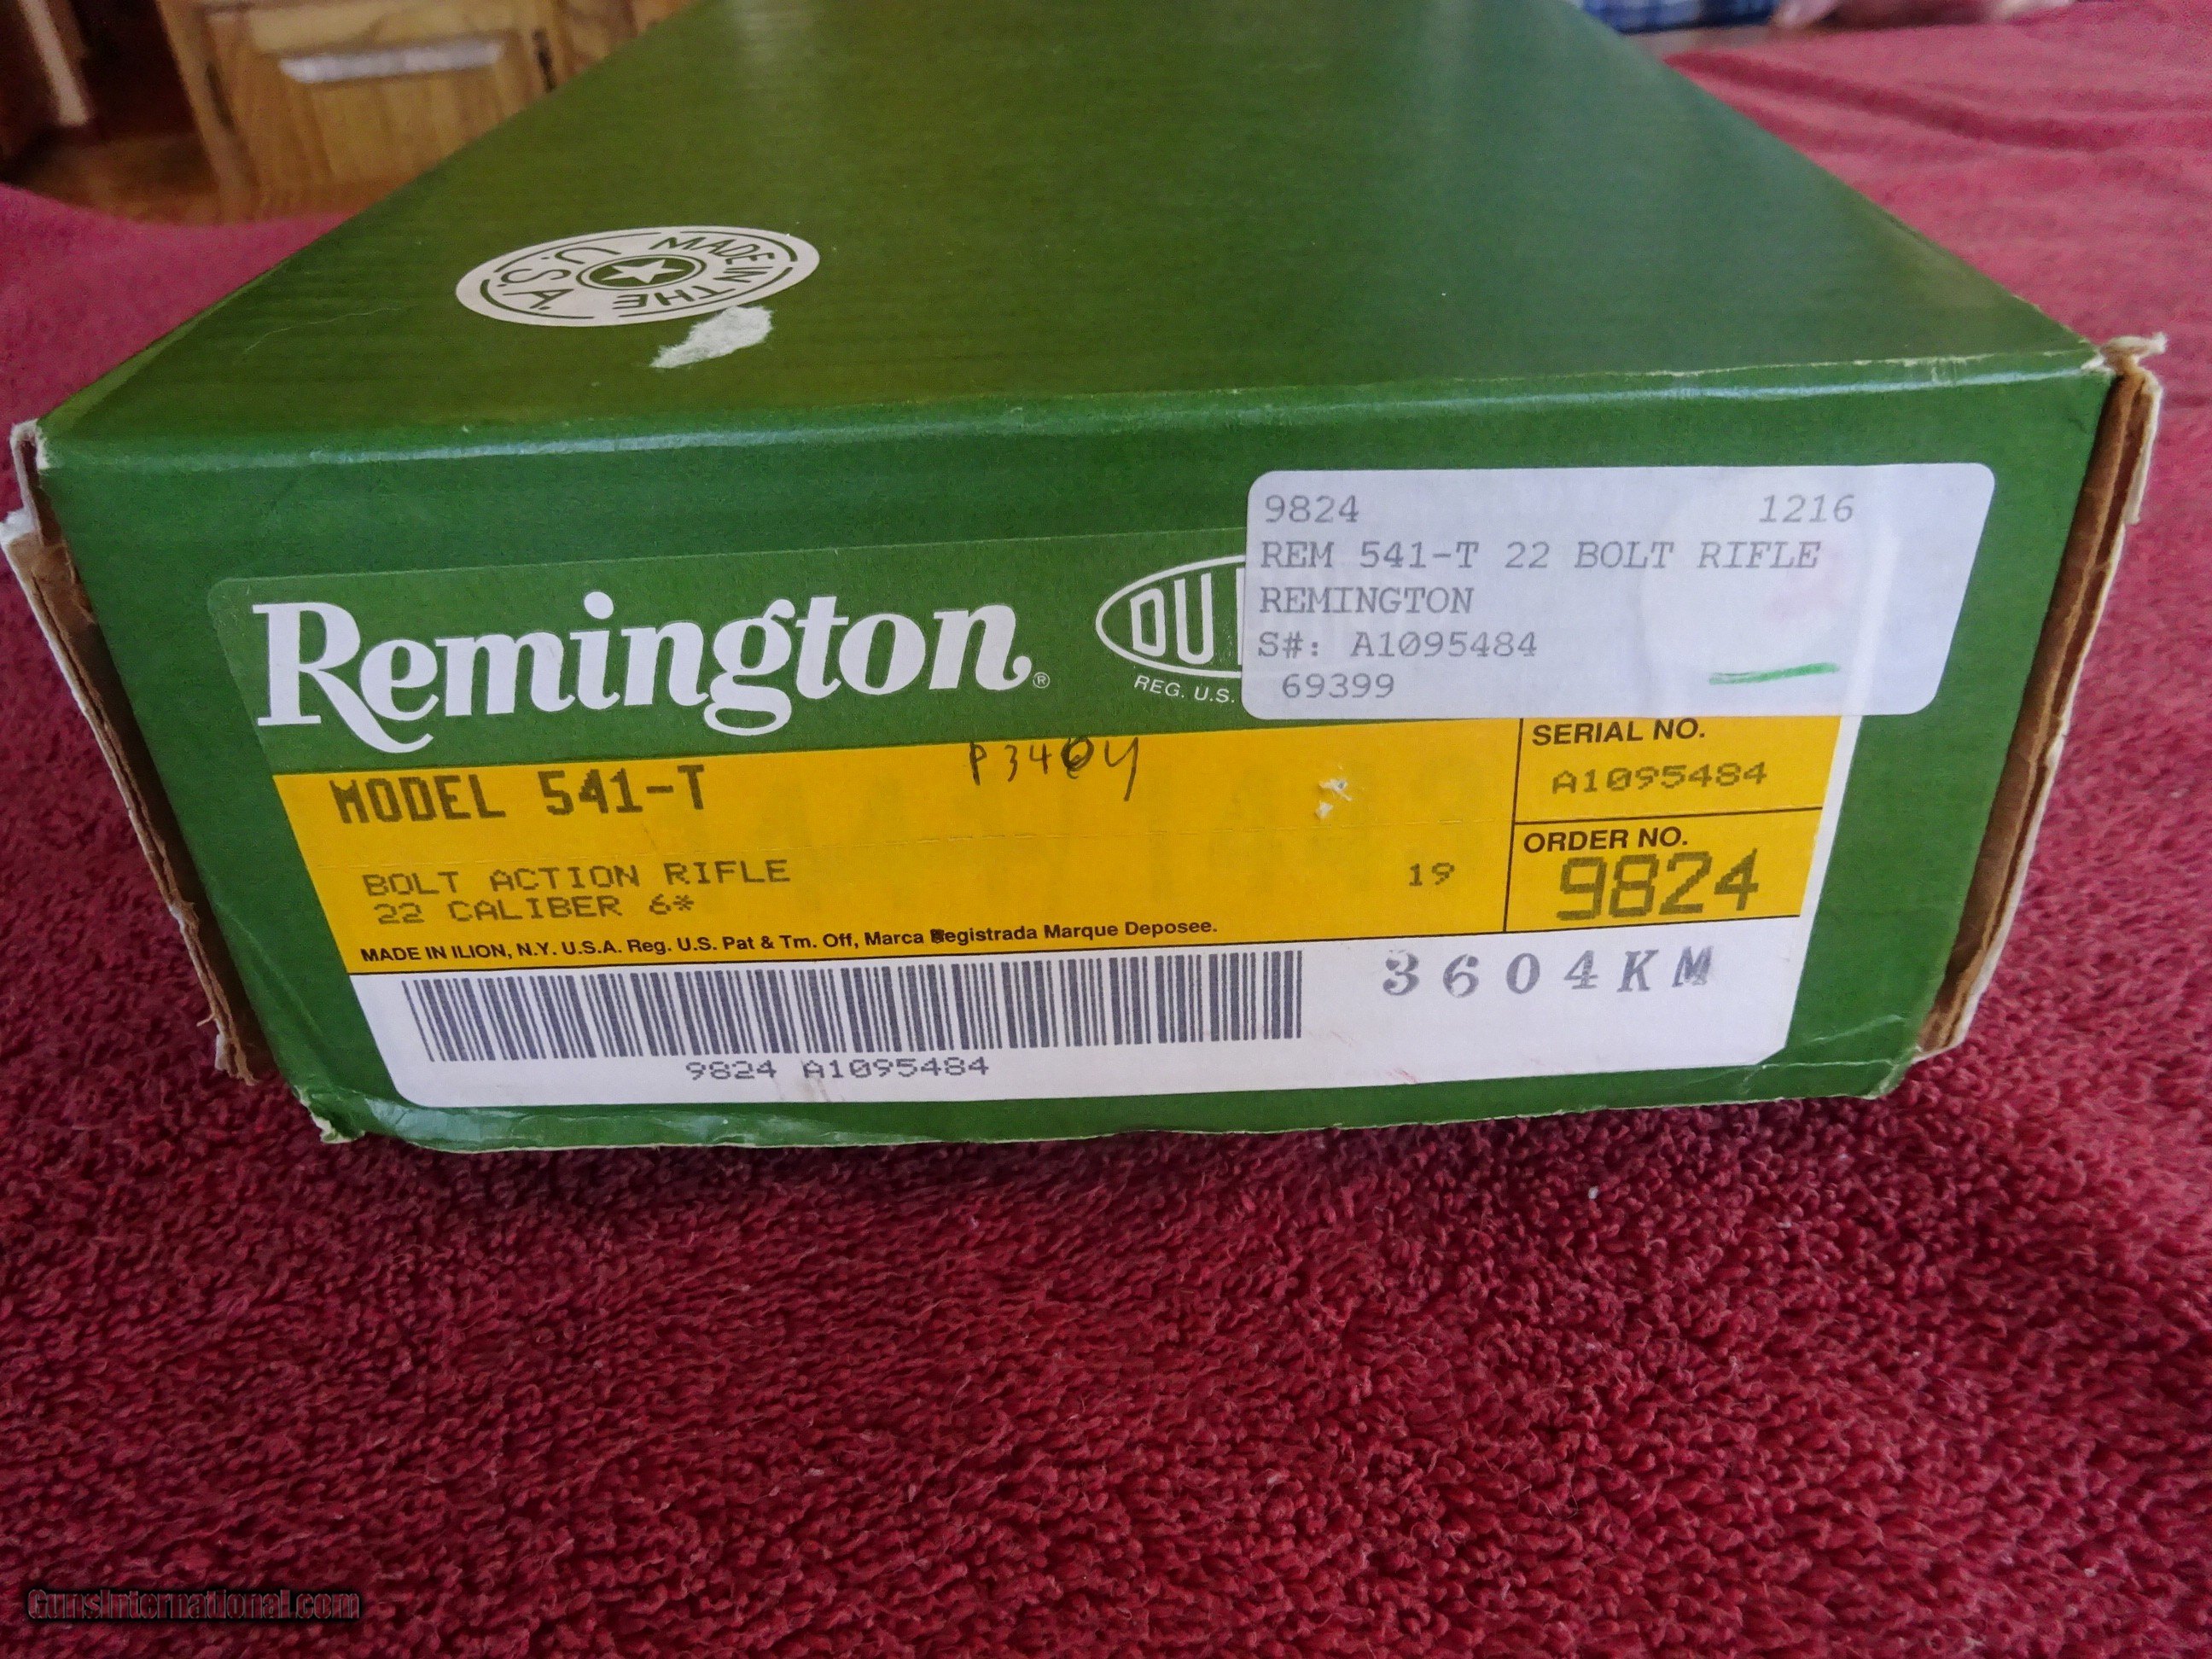 MADE IN THE
U.S.A.
9824 1216
REM 541-T 22 BOLT RIFLE
REMINGTON
S#: A1095484
69399
Remington®
DU
REG. U.S.
MODEL 541-T
BOLT ACTION RIFLE
22 CALIBER 6*
19
SERIAL NO.
A1095484
ORDER NO.
9824
MADE IN ILION, N.Y. U.S.A. Reg. U.S. Pat & Tm. Off, Marca Registrada Marque Deposee.
3604KM
9824 A1095484
GunsInternational.com